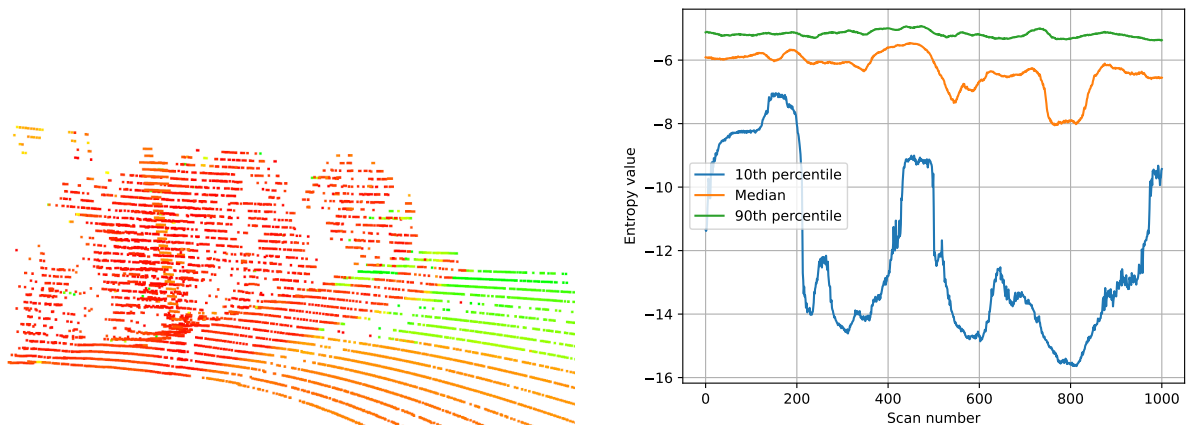 −6
−8
−10
−12
−14
−16
Entropy value
10th percentile
Median
90th percentile
0 200 400 600 800 1000
Scan number